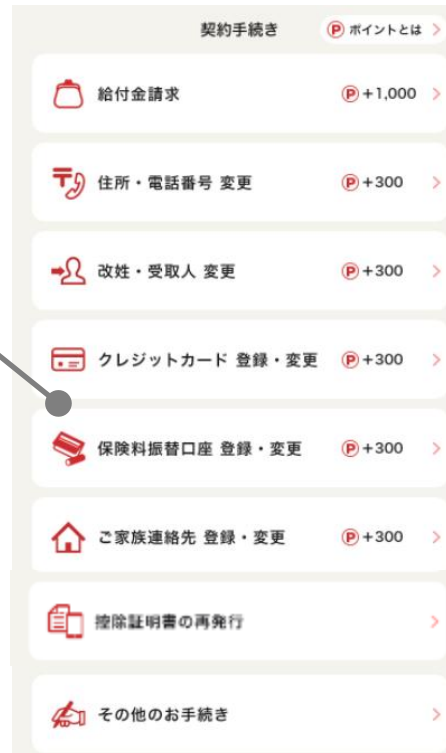 契約手続き Ⓟ ポイントとは >
給付金請求 Ⓟ +1,000 >
住所・電話番号 変更 Ⓟ +300 >
改姓・受取人 変更 Ⓟ +300 >
クレジットカード 登録・変更 Ⓟ +300 >
保険料振替口座 登録・変更 Ⓟ +300 >
ご家族連絡先 登録・変更 Ⓟ +300 >
控除証明書の再発行 >
その他のお手続き >